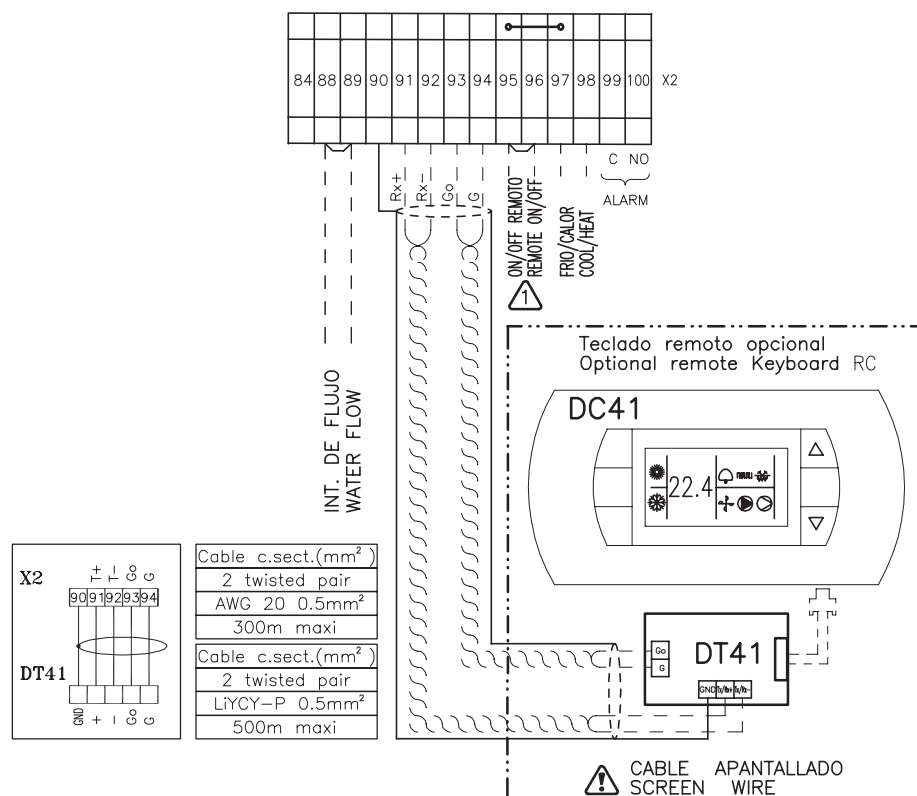 84 88 89 90 91 92 93 94 95 96 97 98 99 100 X2
C NO
ALARM
Rx+
Rx-
Go
G
ON/OFF REMOTO
REMOTE ON/OFF
FRIO/CALOR
COOL/HEAT
1
INT. DE FLUJO
WATER FLOW
Teclado remoto opcional
Optional remote Keyboard RC
DC41
22.4
X2
T+
T-
Go
G
90 91 92 93 94
DT41
GND
+
-
Go
G
Cable c.sect.(mm²)
2 twisted pair
AWG 20 0.5mm²
300m maxi
Cable c.sect.(mm²)
2 twisted pair
LiYCY-P 0.5mm²
500m maxi
Go
G
DT41
GND Tx/Rx+ Tx/Rx-
CABLE APANTALLADO
SCREEN WIRE